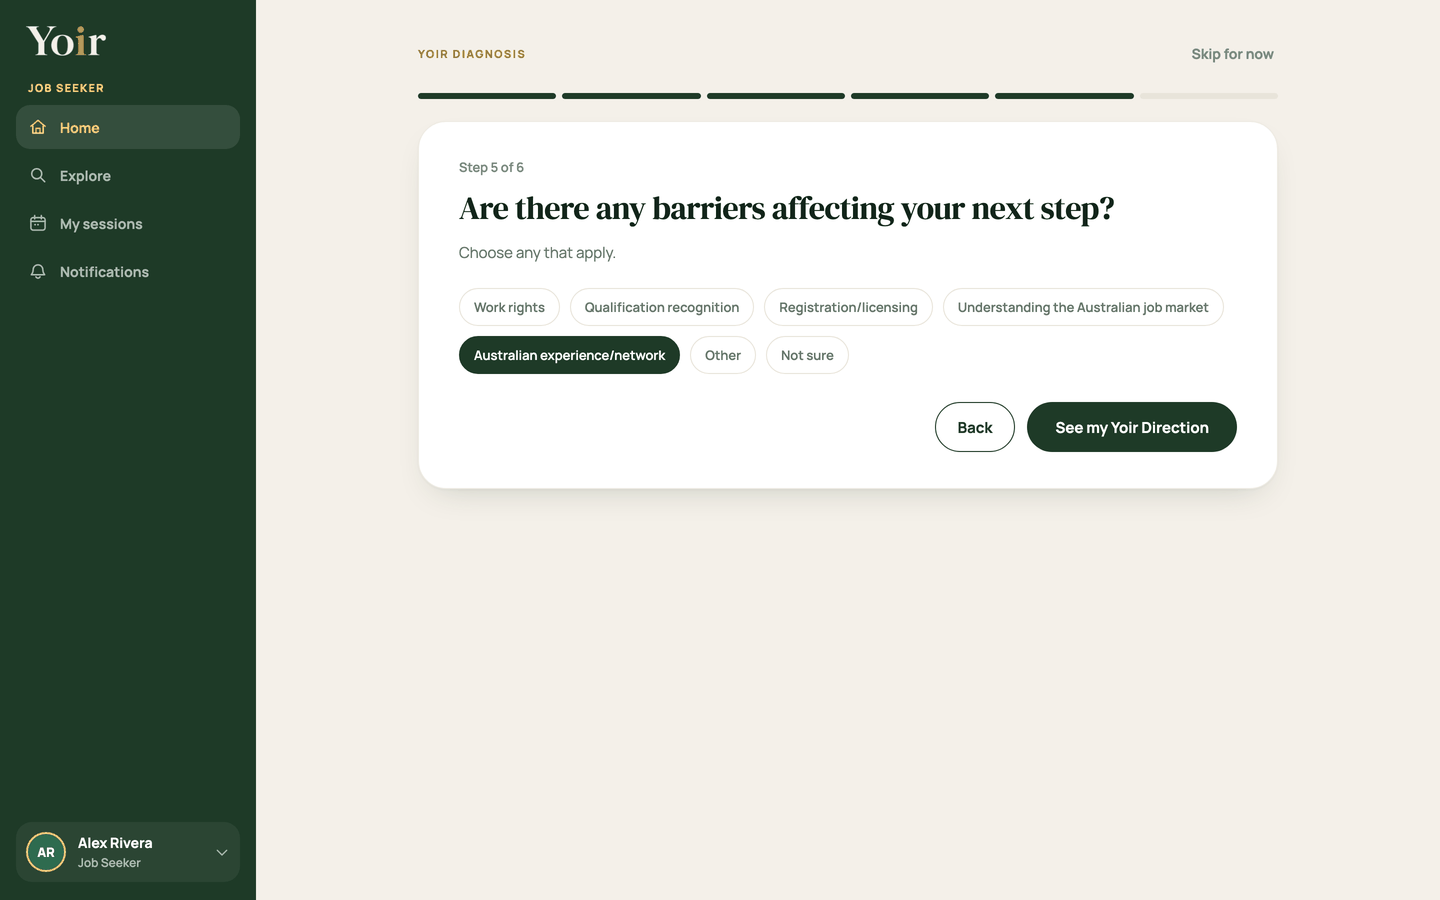 Yoir
JOB SEEKER
Home
Explore
My sessions
Notifications
AR
Alex Rivera
Job Seeker
YOIR DIAGNOSIS
Skip for now
Step 5 of 6
Are there any barriers affecting your next step?
Choose any that apply.
Work rights
Qualification recognition
Registration/licensing
Understanding the Australian job market
Australian experience/network
Other
Not sure
Back
See my Yoir Direction